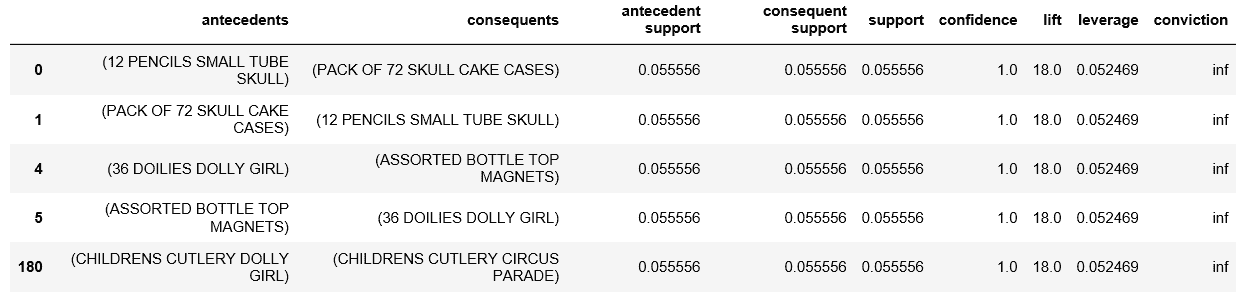 antecedents consequents antecedent support consequent support support confidence lift leverage conviction
0 (12 PENCILS SMALL TUBE SKULL) (PACK OF 72 SKULL CAKE CASES) 0.055556 0.055556 0.055556 1.0 18.0 0.052469 inf
1 (PACK OF 72 SKULL CAKE CASES) (12 PENCILS SMALL TUBE SKULL) 0.055556 0.055556 0.055556 1.0 18.0 0.052469 inf
4 (36 DOILIES DOLLY GIRL) (ASSORTED BOTTLE TOP MAGNETS) 0.055556 0.055556 0.055556 1.0 18.0 0.052469 inf
5 (ASSORTED BOTTLE TOP MAGNETS) (36 DOILIES DOLLY GIRL) 0.055556 0.055556 0.055556 1.0 18.0 0.052469 inf
180 (CHILDRENS CUTLERY DOLLY GIRL) (CHILDRENS CUTLERY CIRCUS PARADE) 0.055556 0.055556 0.055556 1.0 18.0 0.052469 inf